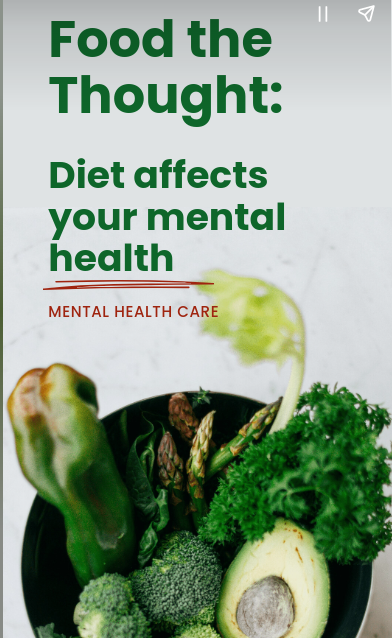 Food the
Thought:
Diet affects
your mental
health
MENTAL HEALTH CARE